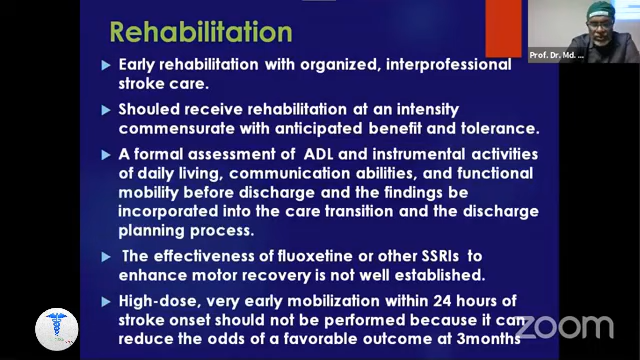 Rehabilitation
Prof. Dr. Md. ...
Early rehabilitation with organized, interprofessional
stroke care.
Shouled receive rehabilitation at an intensity
commensurate with anticipated benefit and tolerance.
A formal assessment of ADL and instrumental activities
of daily living, communication abilities, and functional
mobility before discharge and the findings be
incorporated into the care transition and the discharge
planning process.
The effectiveness of fluoxetine or other SSRIs to
enhance motor recovery is not well established.
High-dose, very early mobilization within 24 hours of
stroke onset should not be performed because it can
reduce the odds of a favorable outcome at 3months
zoom